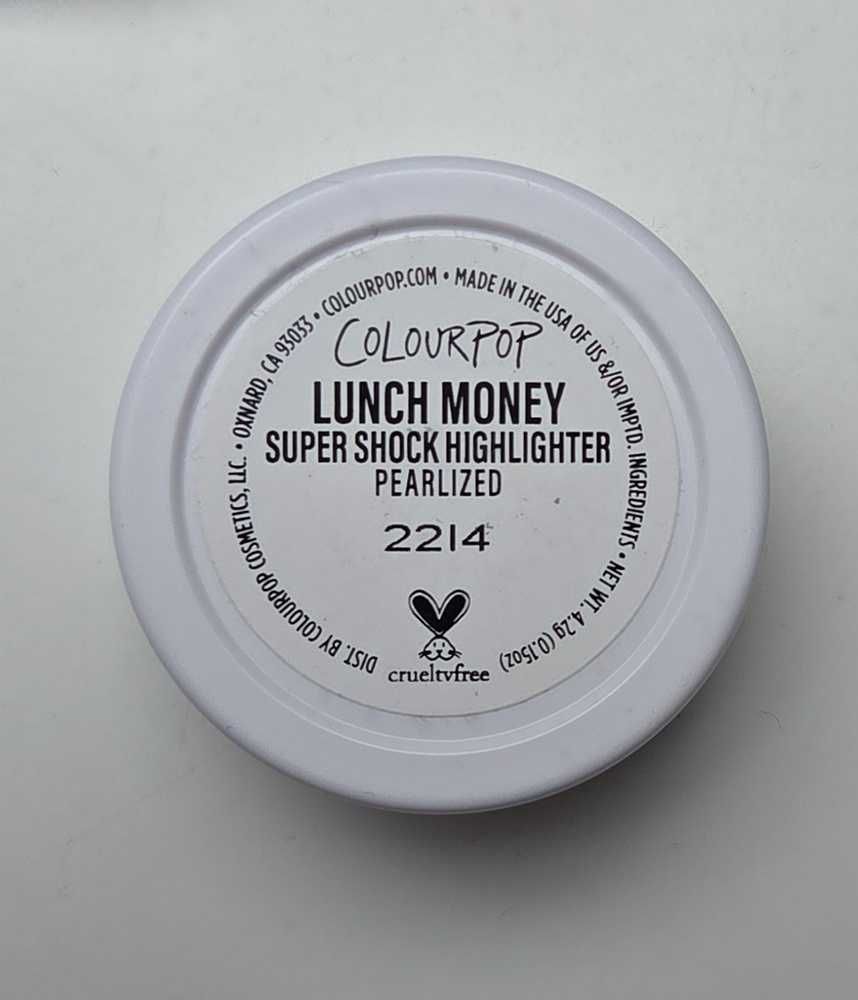 DIST. BY COLOURPOP COSMETICS, LLC. • OXNARD, CA 93033 • COLOURPOP.COM • MADE IN THE USA OF US &/OR IMPTD. INGREDIENTS • NET WT. 4.2g (0.15oz)
COLOURPOP
LUNCH MONEY
SUPER SHOCK HIGHLIGHTER
PEARLIZED
2214
crueltyfree